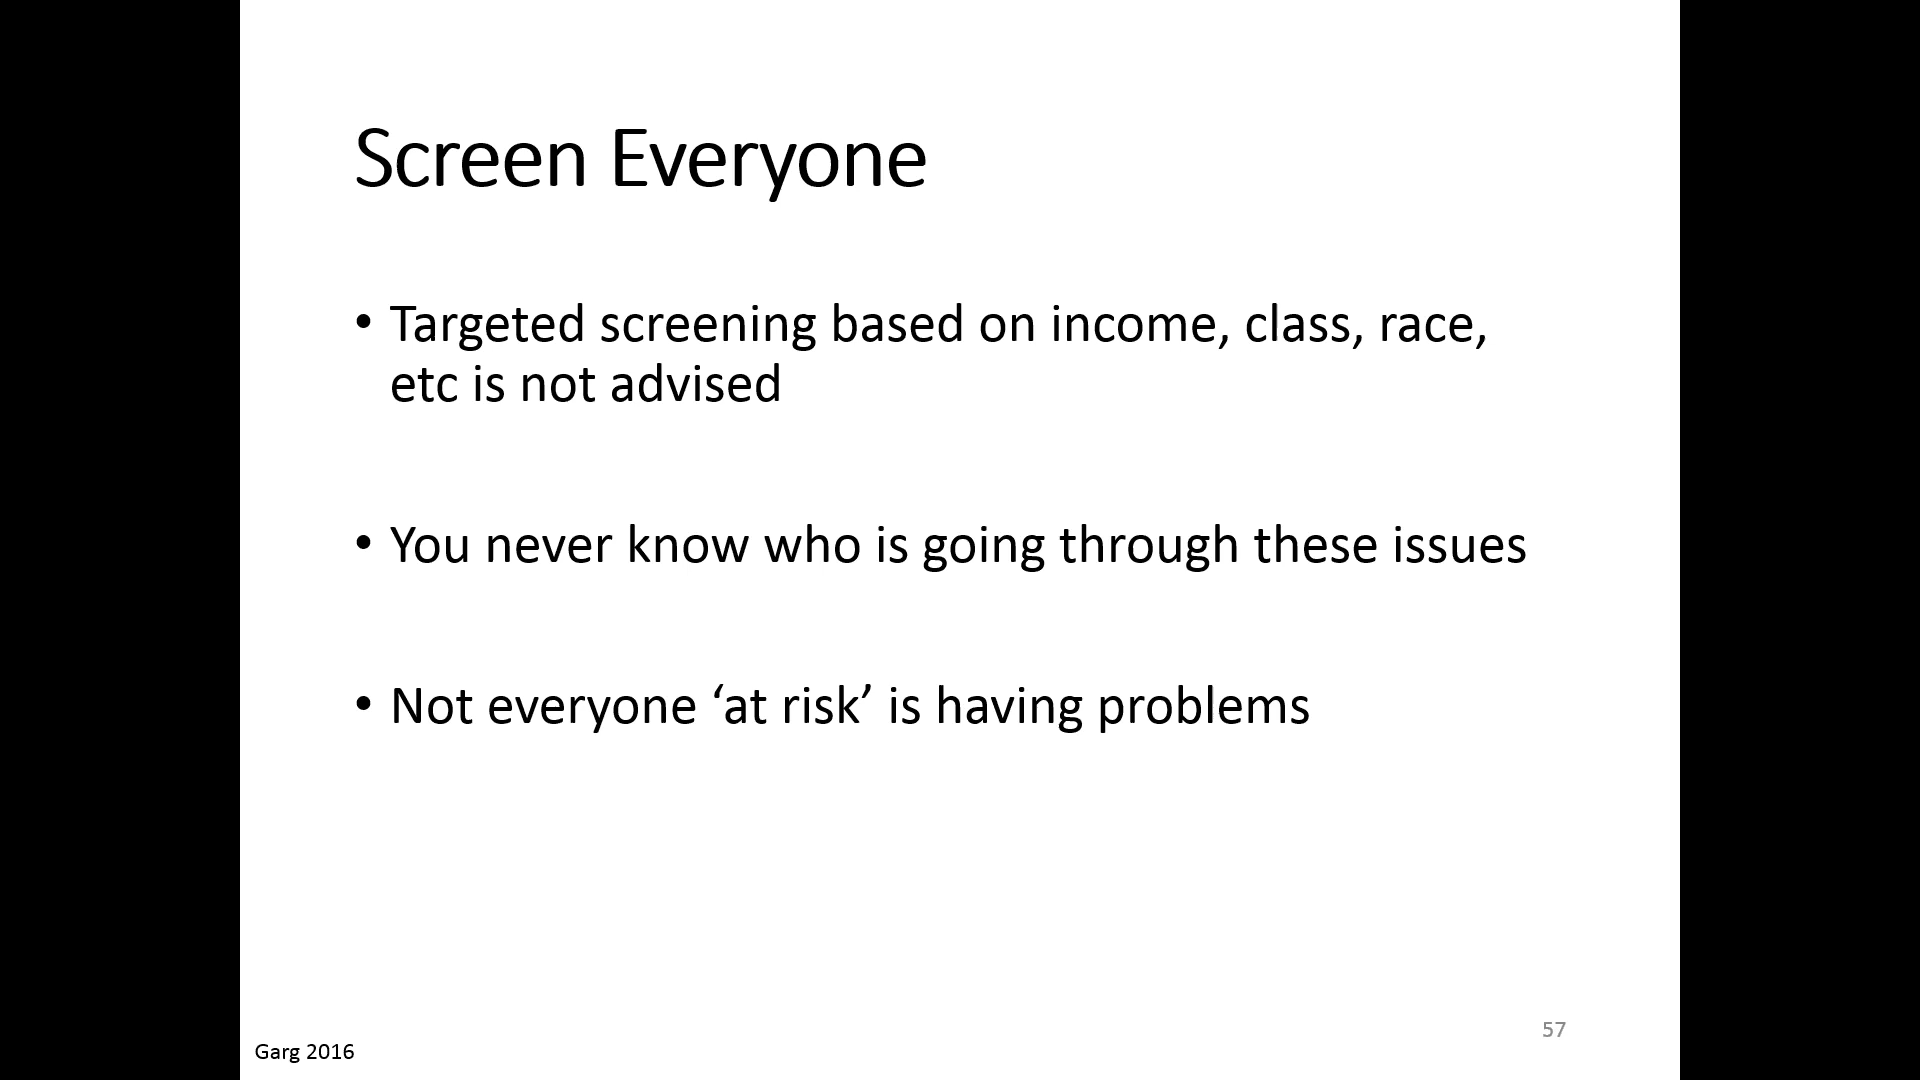 Screen Everyone
• Targeted screening based on income, class, race,
etc is not advised
• You never know who is going through these issues
• Not everyone ‘at risk’ is having problems
57
Garg 2016